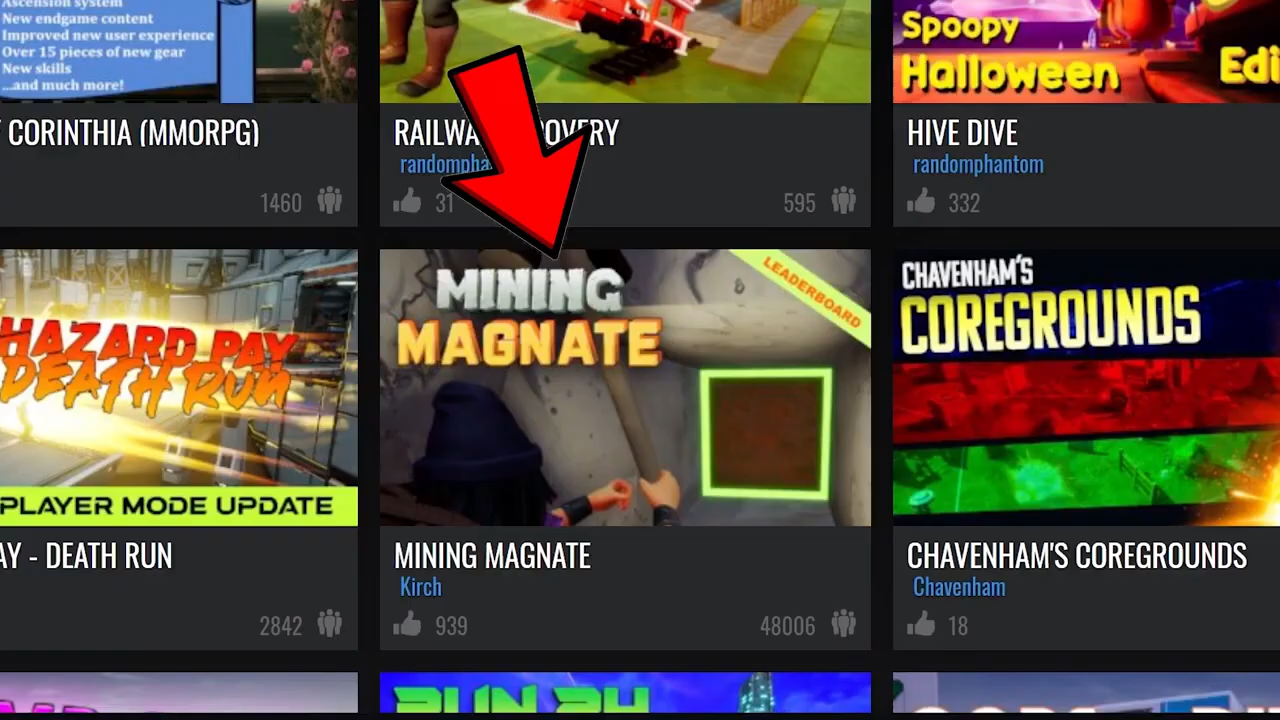 Ascension system
New endgame content
Improved new user experience
Over 15 pieces of new gear
New skills
...and much more!
CORINTHIA (MMORPG)
1460
31
595
Spoopy
Halloween
HIVE DIVE
randomphantom
332
HAZARD PAY
DEATH RUN
PLAYER MODE UPDATE
- DEATH RUN
2842
MINING
MAGNATE
LEADERBOARD
MINING MAGNATE
Kirch
939
48006
CHAVENHAM'S
COREGROUNDS
CHAVENHAM'S COREGROUNDS
Chavenham
18